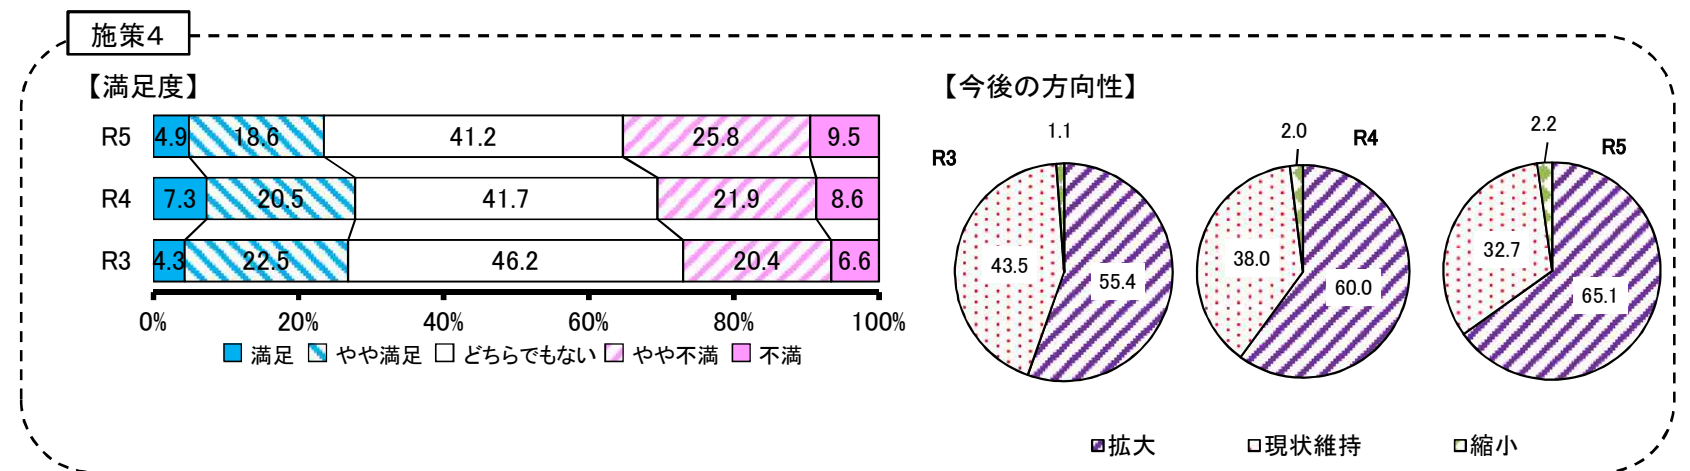 施策4
【満足度】
R5 4.9 18.6 41.2 25.8 9.5
R4 7.3 20.5 41.7 21.9 8.6
R3 4.3 22.5 46.2 20.4 6.6
0% 20% 40% 60% 80% 100%
満足 やや満足 どちらでもない やや不満 不満
【今後の方向性】
R3
1.1
43.5
55.4
R4
2.0
38.0
60.0
R5
2.2
32.7
65.1
拡大 現状維持 縮小